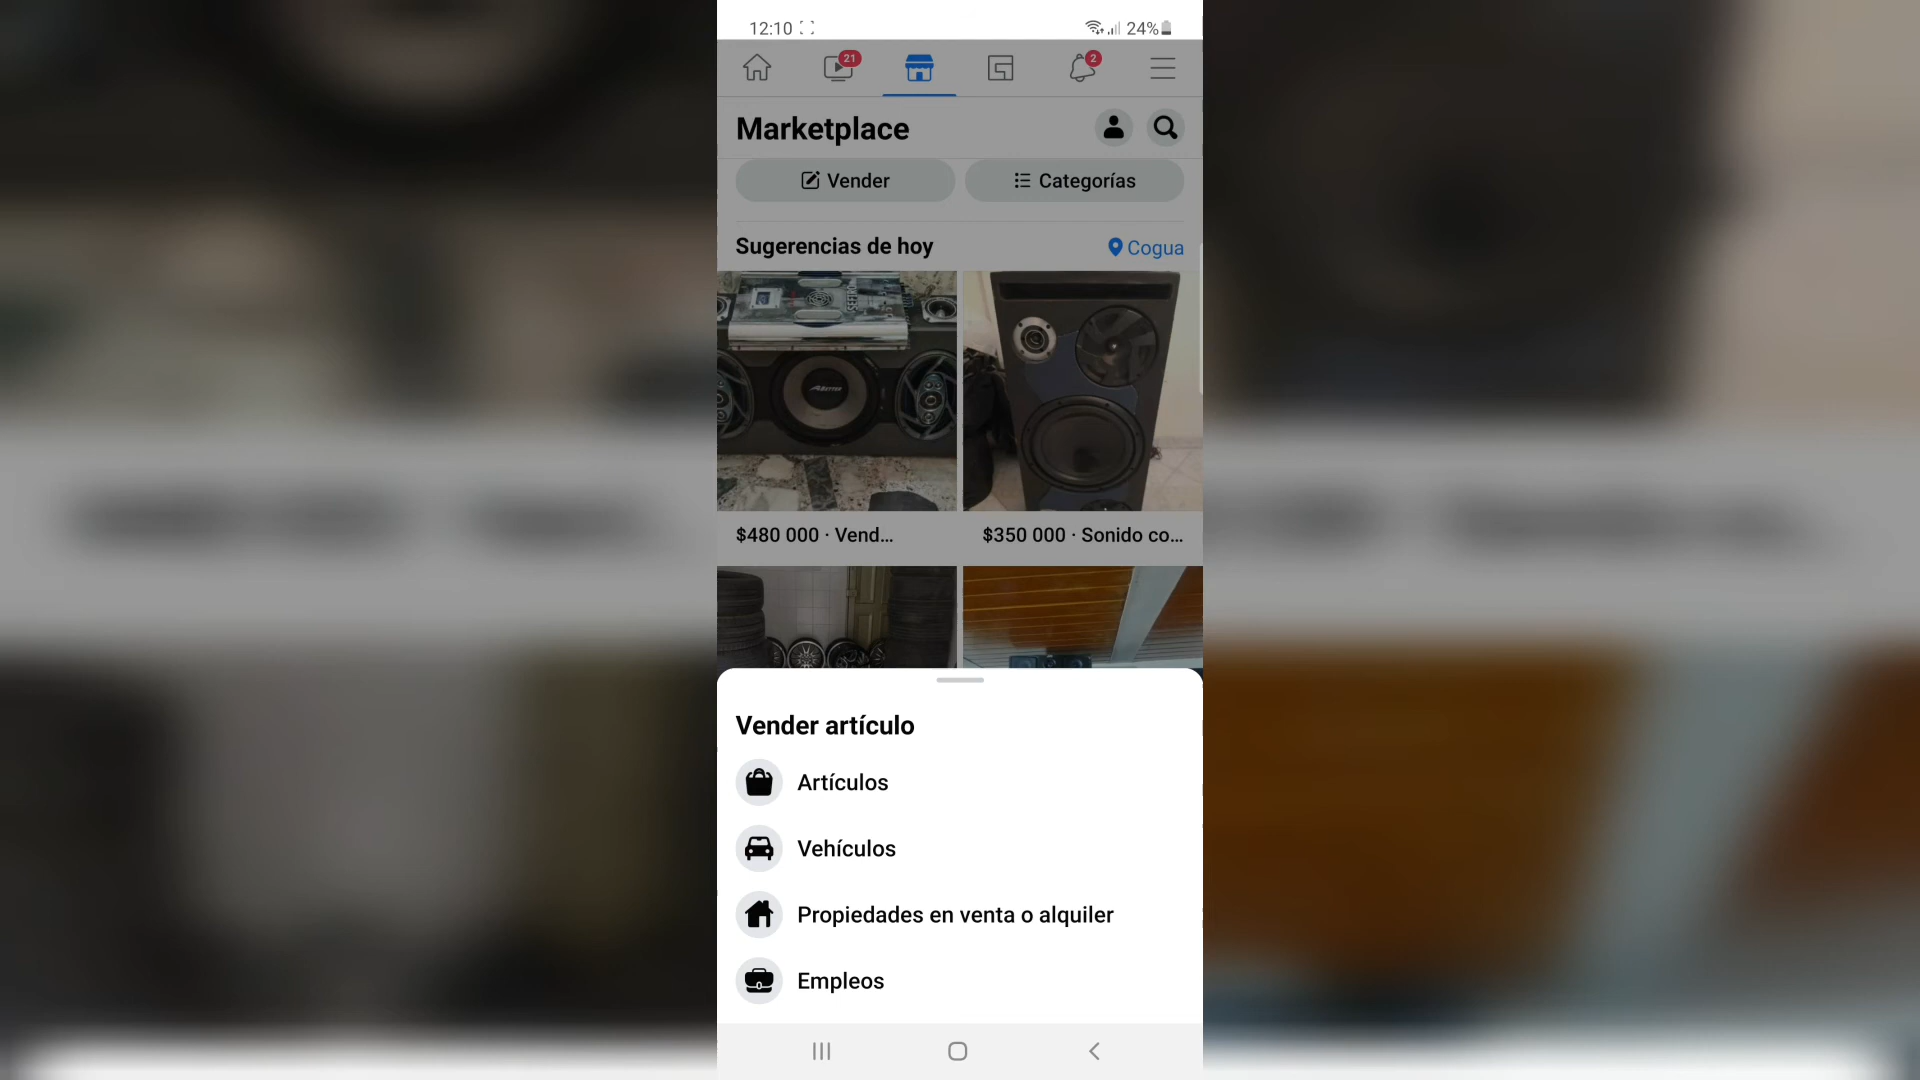 12:10
24%
21
2
Marketplace
Vender
Categorías
Sugerencias de hoy
Cogua
$480 000 · Vend...
$350 000 · Sonido co...
Vender artículo
Artículos
Vehículos
Propiedades en venta o alquiler
Empleos